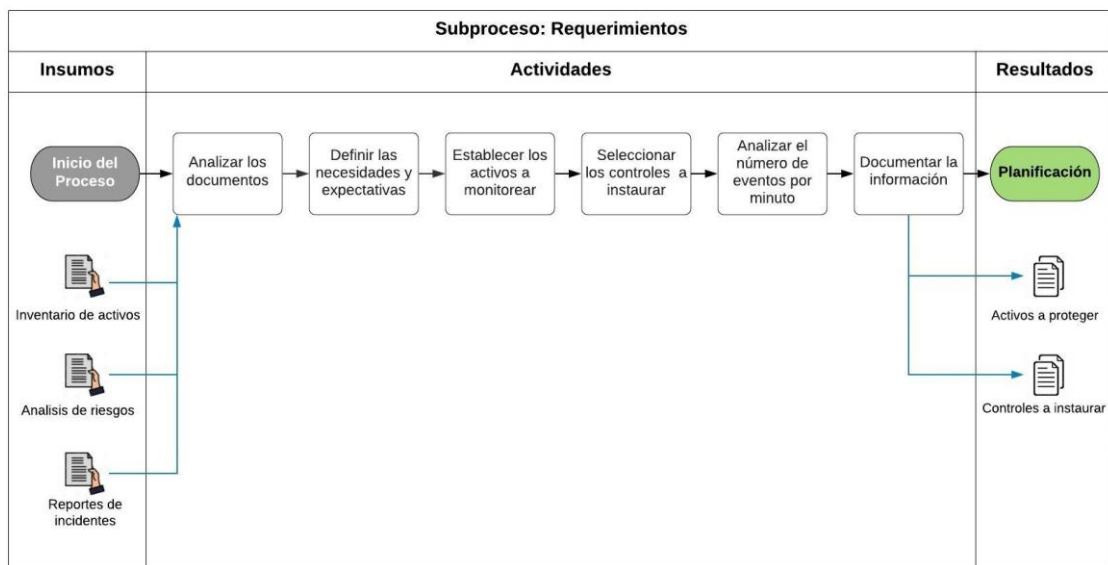 Subproceso: Requerimientos
Insumos
Actividades
Resultados
Inicio del
Proceso
Analizar los
documentos
Definir las
necesidades y
expectativas
Establecer los
activos a
monitorear
Seleccionar
los controles a
instaurar
Analizar el
número de
eventos por
minuto
Documentar la
información
Planificación
Inventario de activos
Analisis de riesgos
Reportes de
incidentes
Activos a proteger
Controles a instaurar